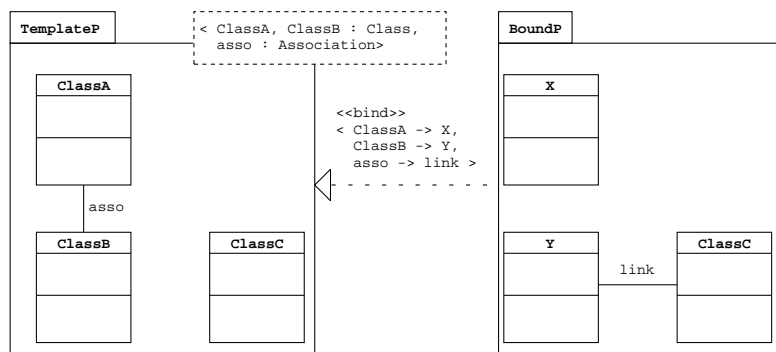 TemplateP
< ClassA, ClassB : Class,
asso : Association>
BoundP
ClassA
X
<<bind>>
< ClassA -> X,
ClassB -> Y,
asso -> link >
asso
ClassB
ClassC
Y
link
ClassC